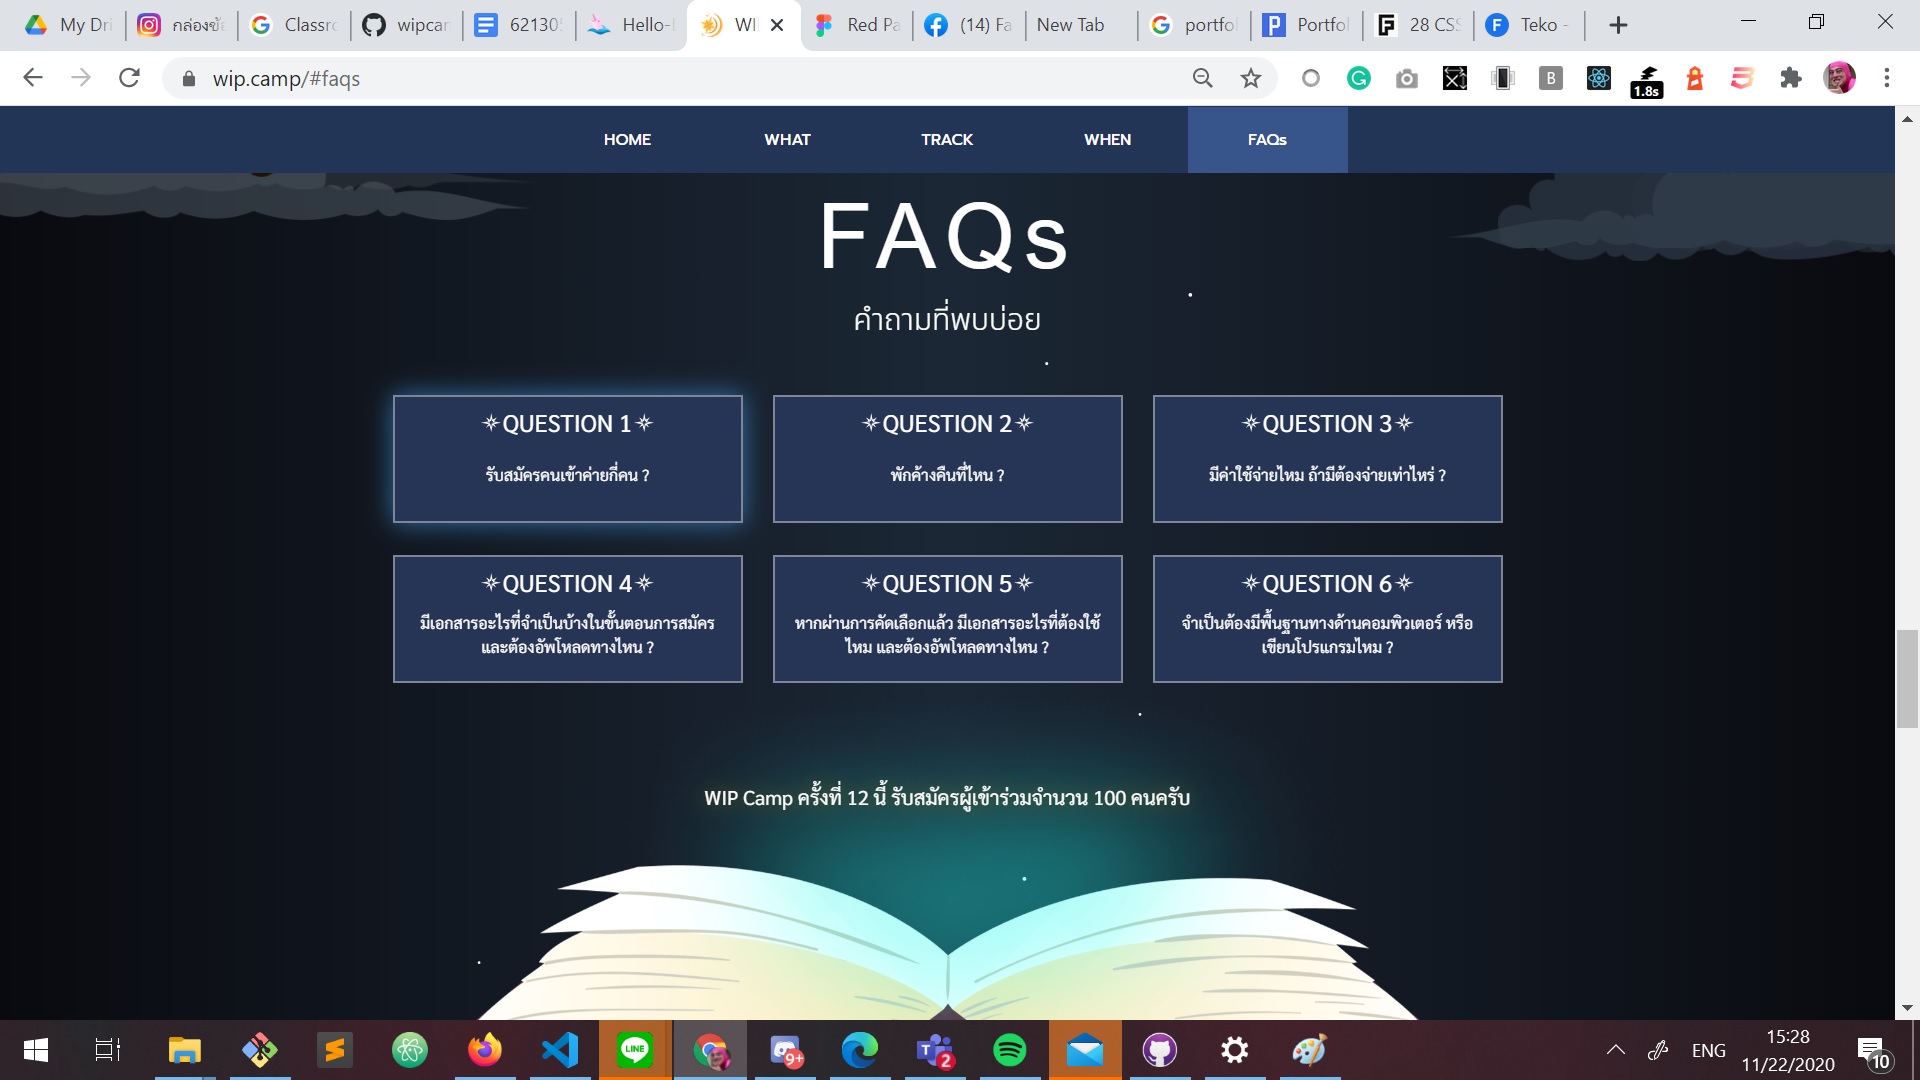 My Dri
กล่องข้อ
Classro
wipcar
62130
Hello-
WI
Red Pa
(14) Fa
New Tab
portfol
Portfol
28 CSS
Teko -
wip.camp/#faqs
1.8s
HOME
WHAT
TRACK
WHEN
FAQs
FAQs
คำถามที่พบบ่อย
QUESTION 1
รับสมัครคนเข้าค่ายกี่คน ?
QUESTION 2
พักค้างคืนที่ไหน ?
QUESTION 3
มีค่าใช้จ่ายไหม ถ้ามีต้องจ่ายเท่าไหร่ ?
QUESTION 4
มีเอกสารอะไรที่จำเป็นบ้างในขั้นตอนการสมัคร
และต้องอัพโหลดทางไหน ?
QUESTION 5
หากผ่านการคัดเลือกแล้ว มีเอกสารอะไรที่ต้องใช้
ไหม และต้องอัพโหลดทางไหน ?
QUESTION 6
จำเป็นต้องมีพื้นฐานทางด้านคอมพิวเตอร์ หรือ
เขียนโปรแกรมไหม ?
WIP Camp ครั้งที่ 12 นี้ รับสมัครผู้เข้าร่วมจำนวน 100 คนครับ
LINE
9+
2
ENG
15:28
11/22/2020
10